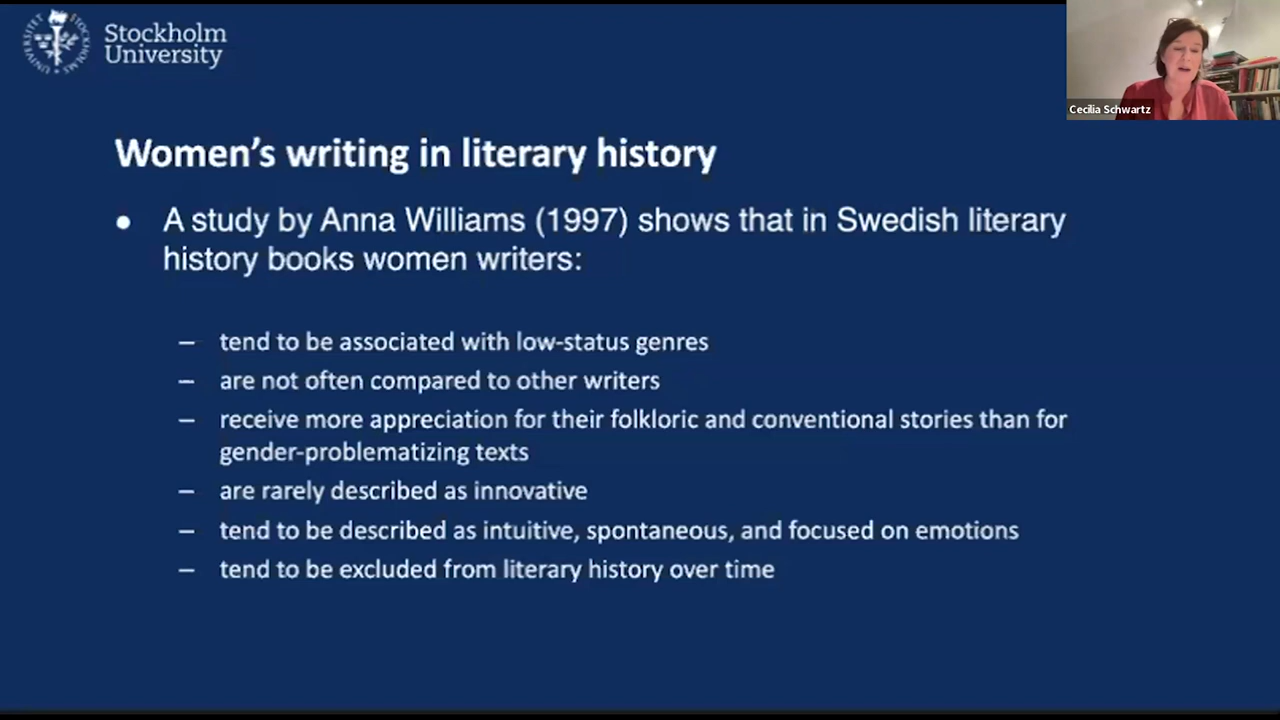 Stockholm
University
Cecilia Schwartz
Women's writing in literary history
• A study by Anna Williams (1997) shows that in Swedish literary
history books women writers:
– tend to be associated with low-status genres
– are not often compared to other writers
– receive more appreciation for their folkloric and conventional stories than for
gender-problematizing texts
– are rarely described as innovative
– tend to be described as intuitive, spontaneous, and focused on emotions
– tend to be excluded from literary history over time